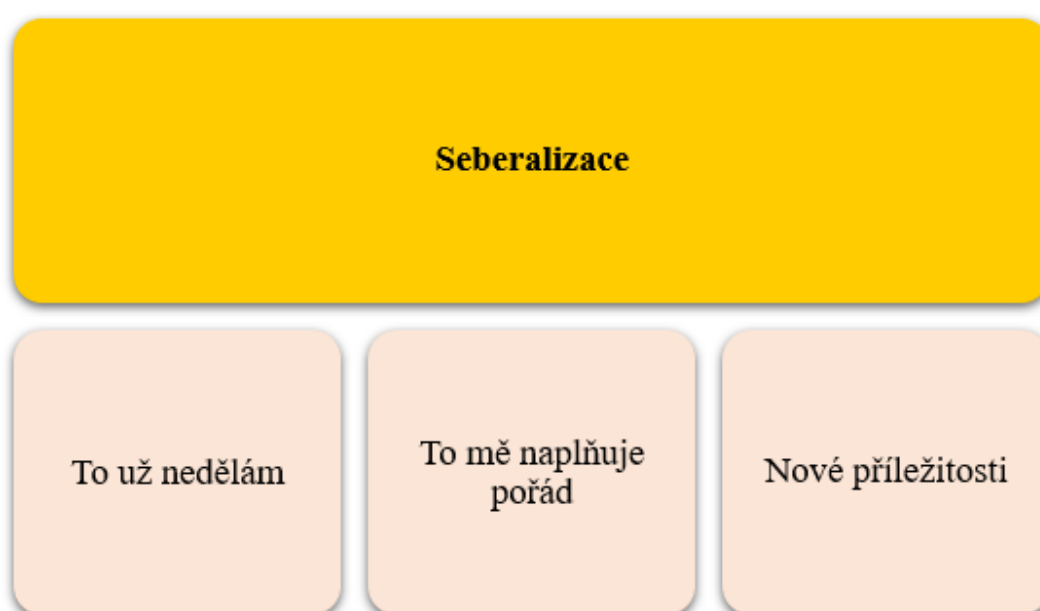 Seberalizace
To už nedělám
To mě naplňuje
pořád
Nové příležitosti